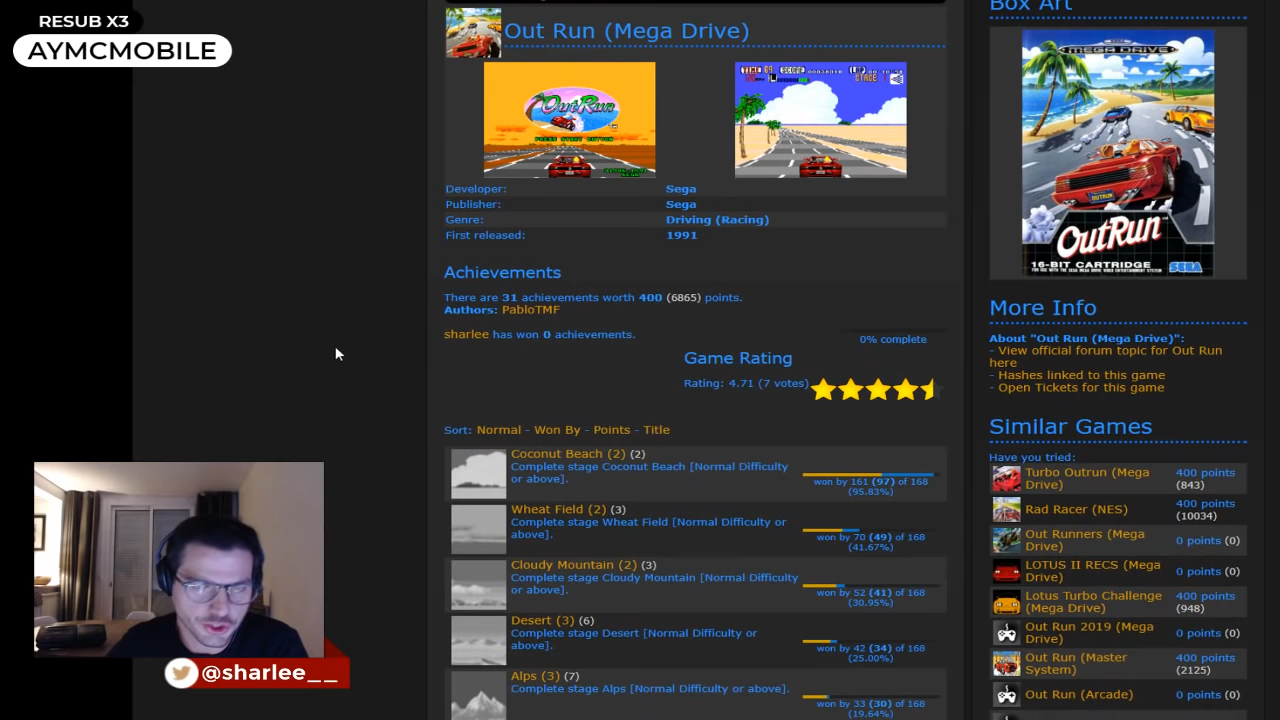 RESUB X3
AYMCMOBILE
Out Run (Mega Drive)
OutRun
PRESS START BUTTON
Developer: Sega
Publisher: Sega
Genre: Driving (Racing)
First released: 1991
Achievements
There are 31 achievements worth 400 (6865) points.
Authors: PabloTMF
sharlee has won 0 achievements.
0% complete
Game Rating
Rating: 4.71 (7 votes)
Sort: Normal - Won By - Points - Title
Coconut Beach (2) (2)
Complete stage Coconut Beach [Normal Difficulty
or above].
won by 161 (97) of 168
(95.83%)
Wheat Field (2) (3)
Complete stage Wheat Field [Normal Difficulty or
above].
won by 70 (49) of 168
(41.67%)
Cloudy Mountain (2) (3)
Complete stage Cloudy Mountain [Normal Difficulty
or above].
won by 52 (41) of 168
(30.95%)
Desert (3) (6)
Complete stage Desert [Normal Difficulty or
above].
won by 42 (34) of 168
(25.00%)
Alps (3) (7)
Complete stage Alps [Normal Difficulty or above].
won by 33 (30) of 168
(19.64%)
@sharlee__
Box Art
MEGA DRIVE
OUTRUN
OutRun
16-BIT CARTRIDGE
SEGA
More Info
About "Out Run (Mega Drive)":
- View official forum topic for Out Run
here
- Hashes linked to this game
- Open Tickets for this game
Similar Games
Have you tried:
Turbo Outrun (Mega
Drive)
400 points
(843)
Rad Racer (NES)
400 points
(10034)
Out Runners (Mega
Drive)
0 points (0)
LOTUS II RECS (Mega
Drive)
0 points (0)
Lotus Turbo Challenge
(Mega Drive)
400 points
(948)
Out Run 2019 (Mega
Drive)
0 points (0)
Out Run (Master
System)
400 points
(2125)
Out Run (Arcade)
0 points (0)